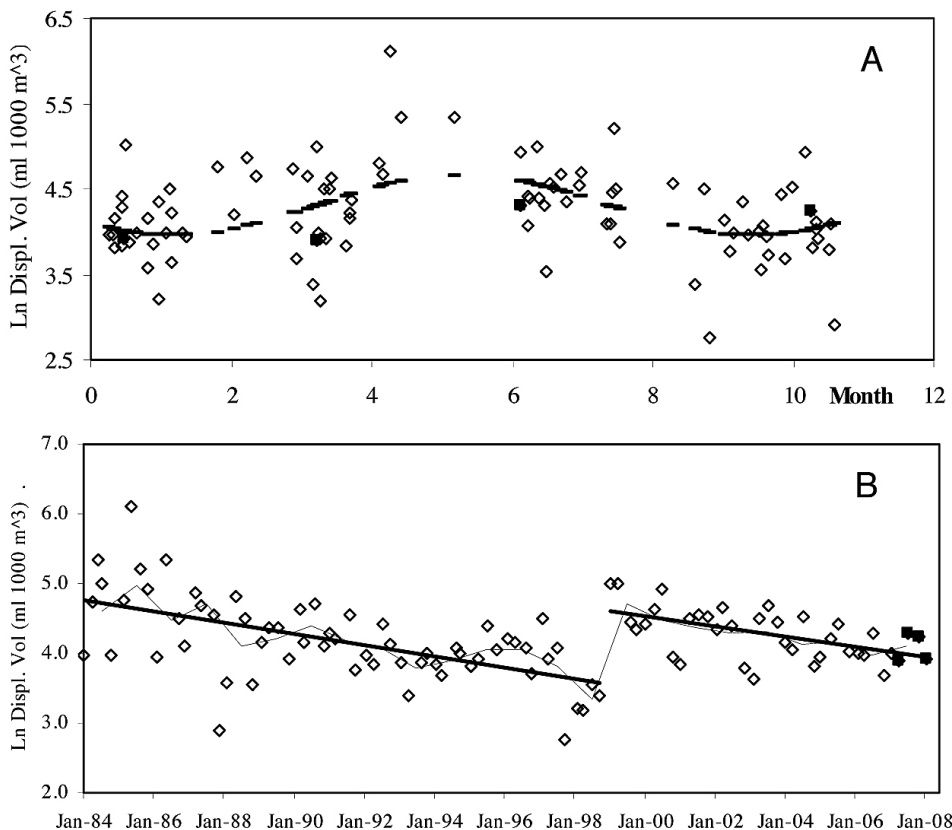 6.5
A
5.5
4.5
3.5
2.5
Ln Displ. Vol (ml 1000 m^3)
0 2 4 6 8 10 Month 12
7.0
B
6.0
5.0
4.0
3.0
2.0
Ln Displ. Vol (ml 1000 m^3) .
Jan-84 Jan-86 Jan-88 Jan-90 Jan-92 Jan-94 Jan-96 Jan-98 Jan-00 Jan-02 Jan-04 Jan-06 Jan-08